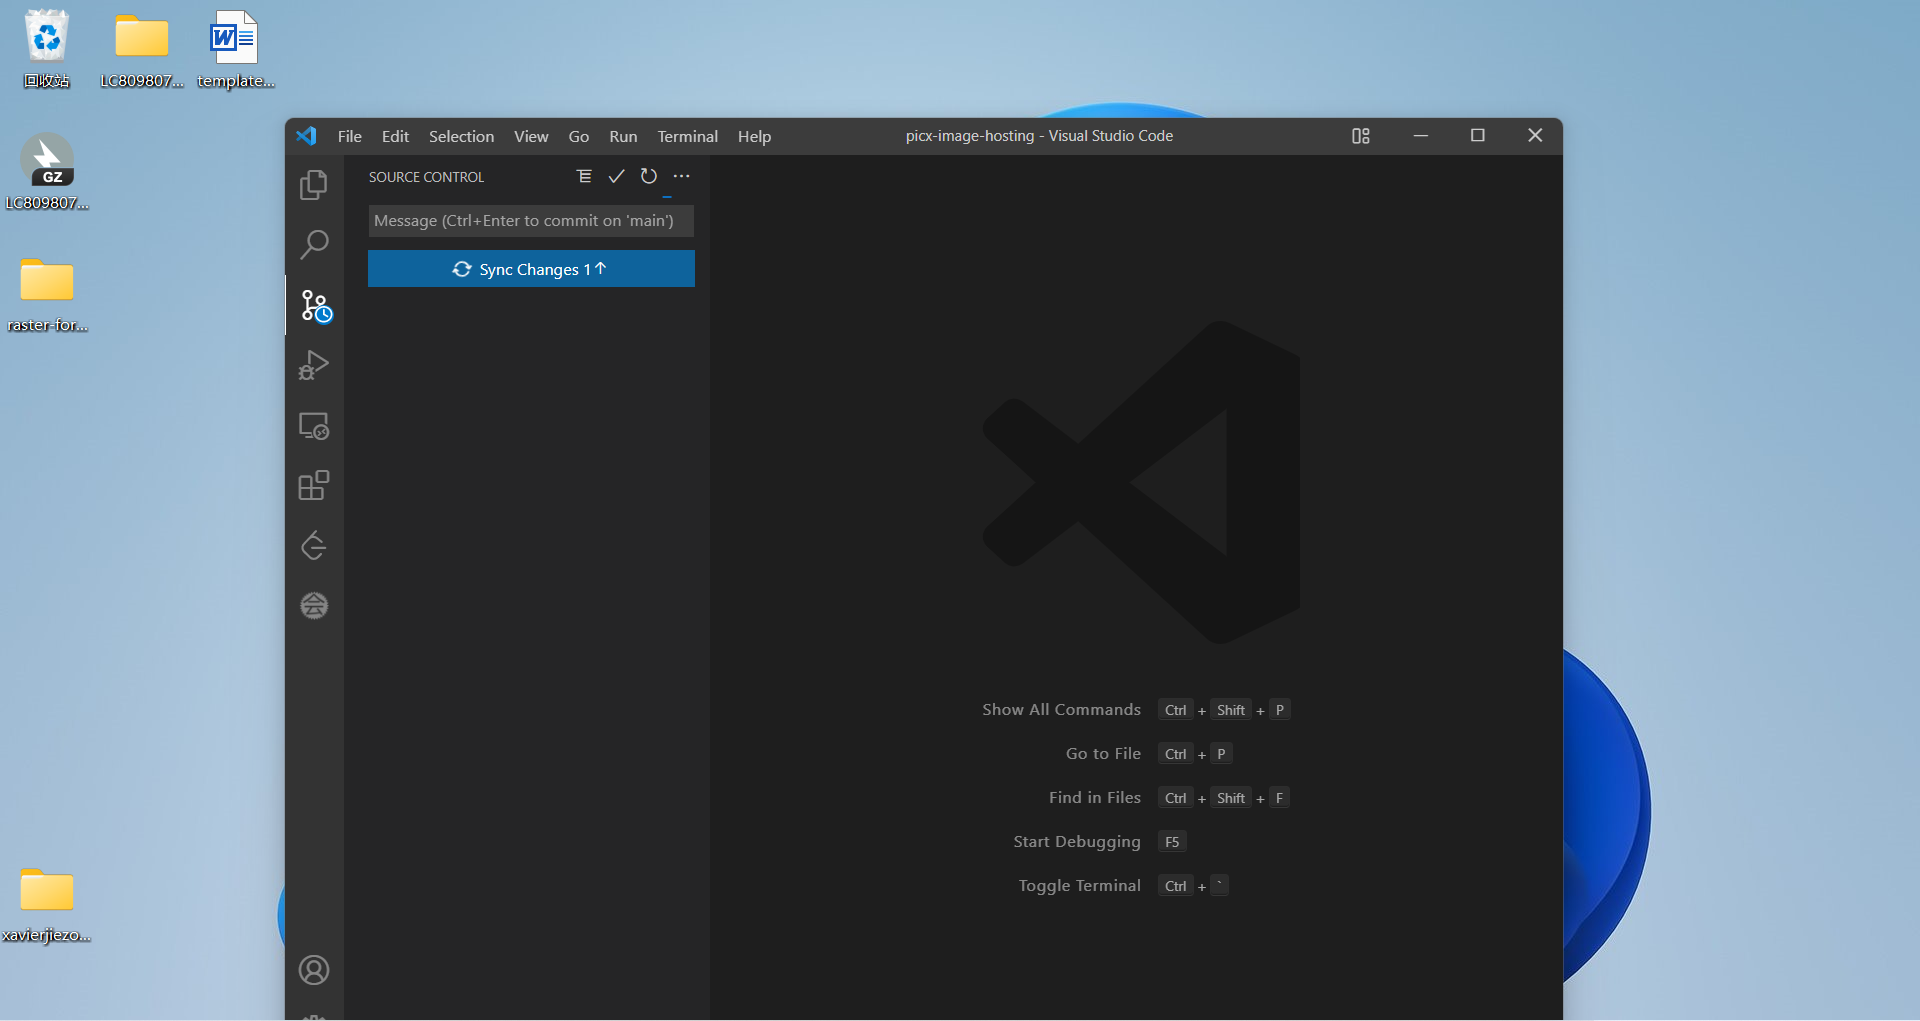 回收站
LC809807...
template...
GZ
LC809807...
raster-for...
xavierjiezo...
File Edit Selection View Go Run Terminal Help
picx-image-hosting - Visual Studio Code
SOURCE CONTROL
Message (Ctrl+Enter to commit on 'main')
Sync Changes 1↑
Show All Commands Ctrl + Shift + P
Go to File Ctrl + P
Find in Files Ctrl + Shift + F
Start Debugging F5
Toggle Terminal Ctrl + `